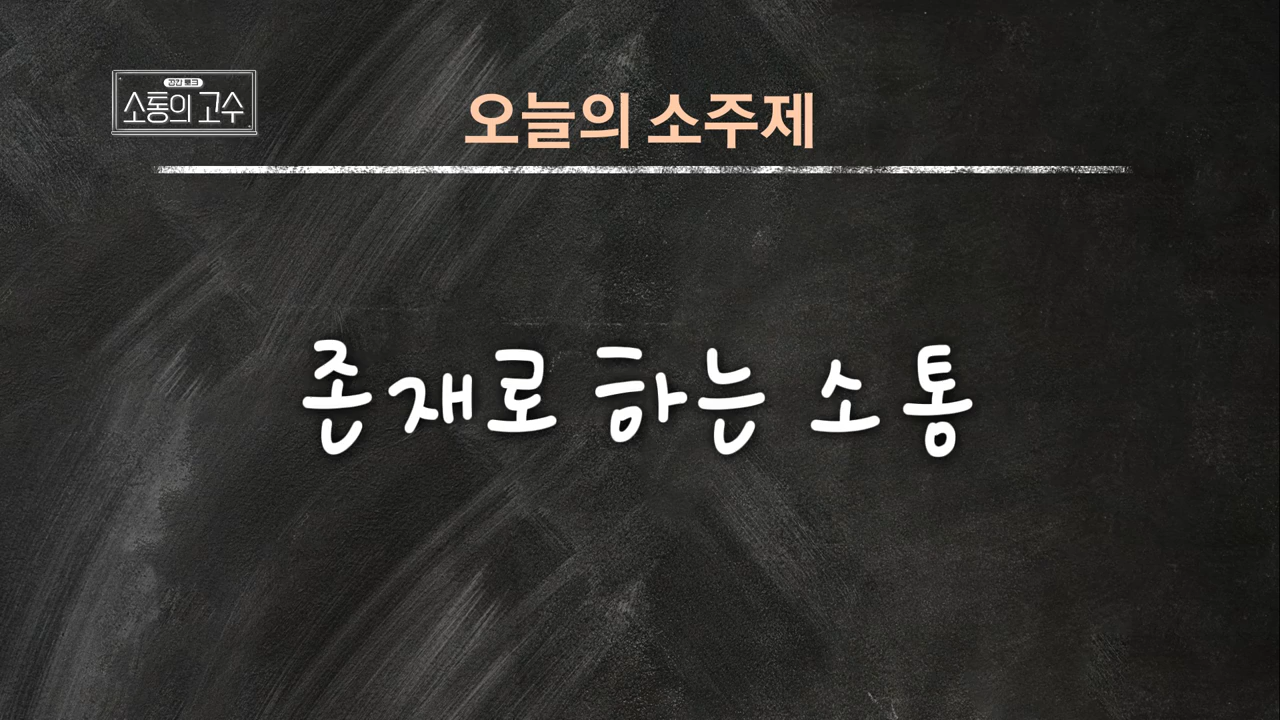 소통의 고수
오늘의 소주제
존재로 하는 소통